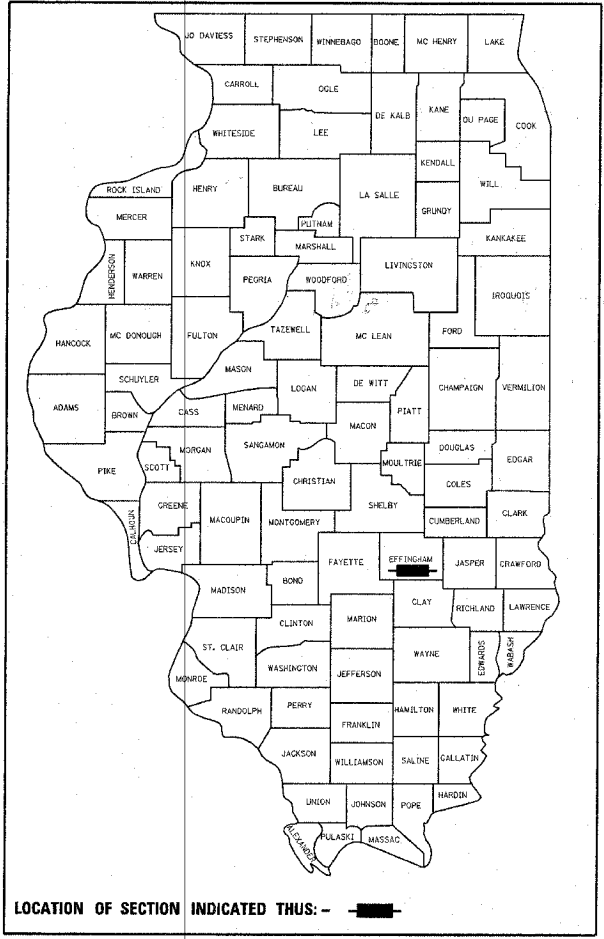 JO DAVIESS STEPHENSON WINNEBAGO BOONE MC HENRY LAKE
CARROLL OGLE DE KALB KANE DU PAGE COOK
WHITESIDE LEE
KENDALL
ROCK ISLAND HENRY BUREAU LA SALLE GRUNDY WILL
MERCER PUTNAM
STARK MARSHALL KANKAKEE
HENDERSON WARREN KNOX PEORIA WOODFORD LIVINGSTON IROQUOIS
HANCOCK MC DONOUGH FULTON TAZEWELL MC LEAN FORD
MASON
SCHUYLER LOGAN DE WITT CHAMPAIGN VERMILION
ADAMS BROWN CASS MENARD MACON PIATT
MORGAN SANGAMON DOUGLAS EDGAR
PIKE SCOTT CHRISTIAN MOULTRIE COLES
CALHOUN GREENE MACOUPIN MONTGOMERY SHELBY CUMBERLAND CLARK
JERSEY FAYETTE EFFINGHAM JASPER CRAWFORD
MADISON BOND
CLINTON MARION CLAY RICHLAND LAWRENCE
ST. CLAIR WASHINGTON JEFFERSON WAYNE EDWARDS WABASH
MONROE
RANDOLPH PERRY FRANKLIN HAMILTON WHITE
JACKSON WILLIAMSON SALINE GALLATIN
UNION JOHNSON POPE HARDIN
ALEXANDER PULASKI MASSAC
LOCATION OF SECTION INDICATED THUS: -